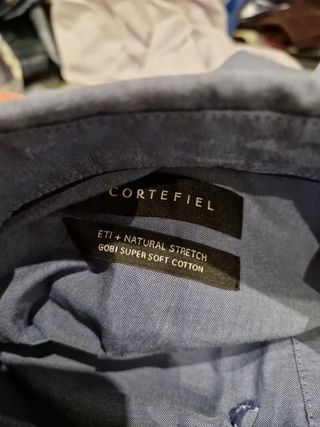 CORTEFIEL
ETI + NATURAL STRETCH
GOBI SUPER SOFT COTTON